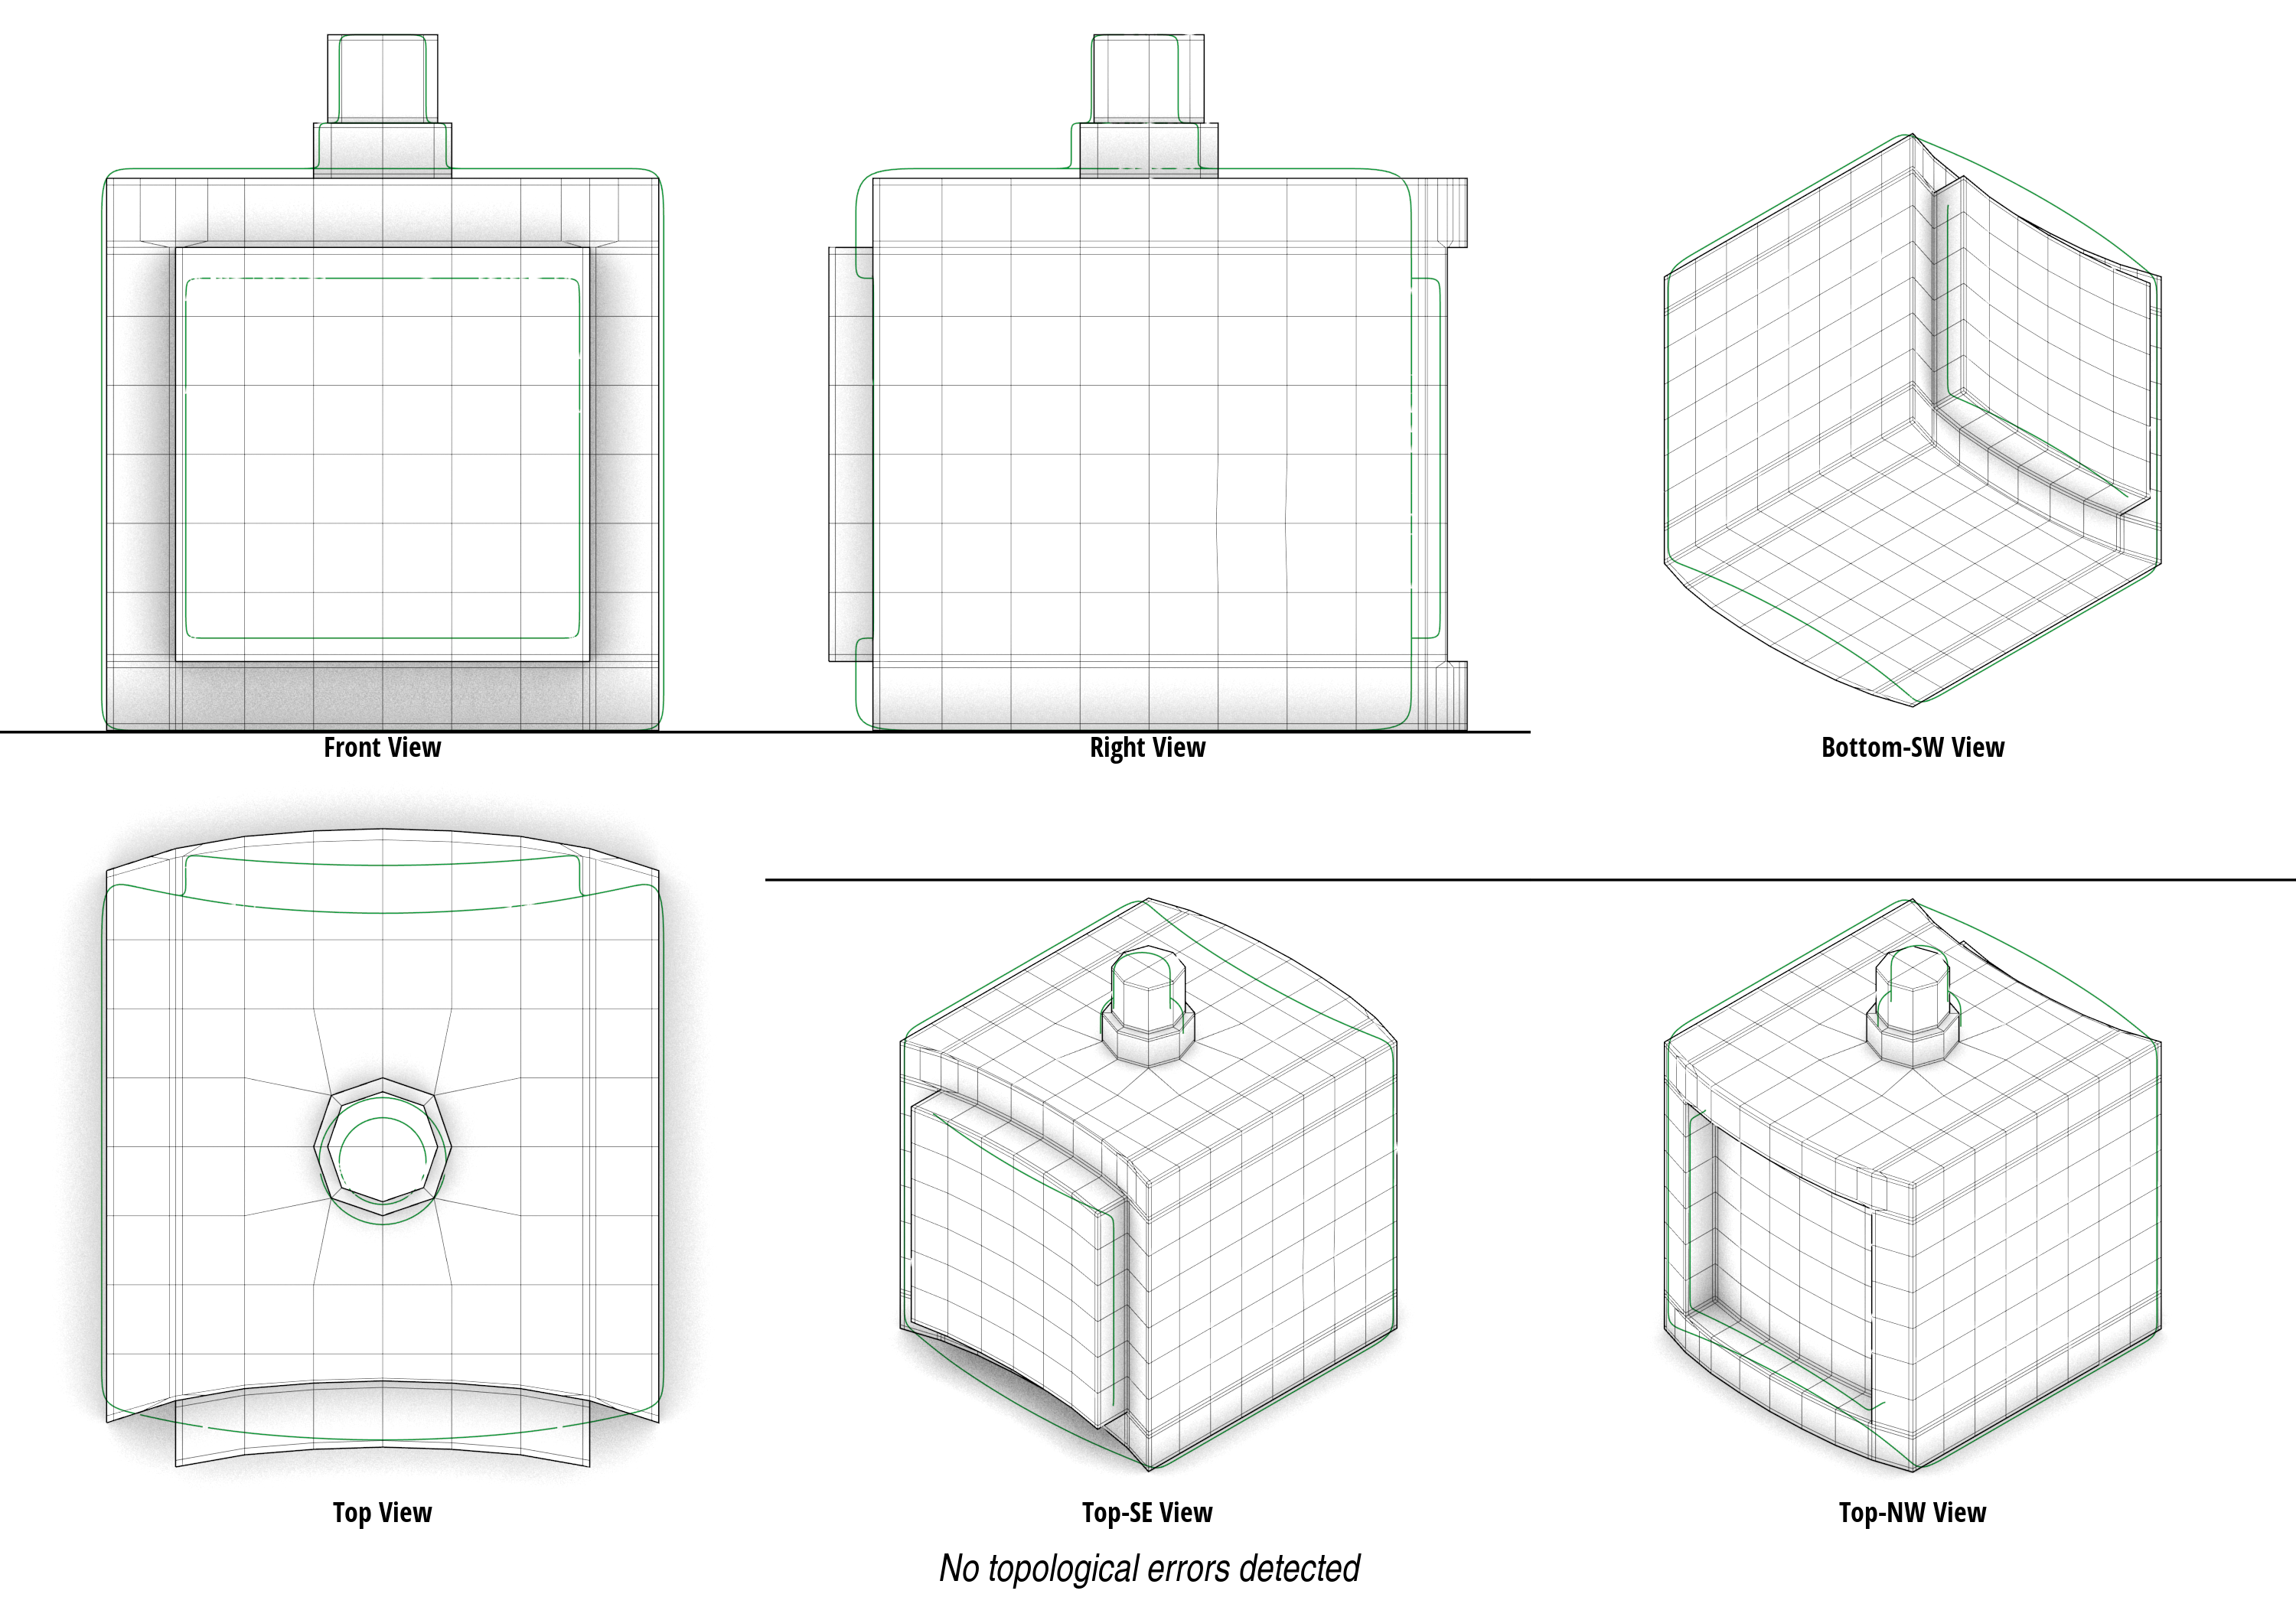 Front View
Right View
Bottom-SW View
Top View
Top-SE View
Top-NW View
No topological errors detected